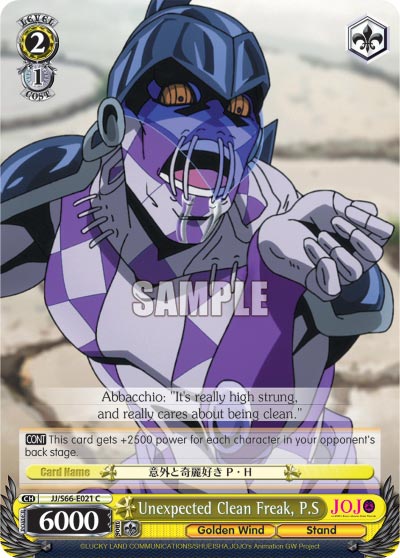 LEVEL
2
1
COST
SAMPLE
Abbacchio: "It's really high strung,
and really cares about being clean."
CONT This card gets +2500 power for each character in your opponent's
back stage.
Card Name 意外と奇麗好き P・H
CD JJ/S66-E021 C
POWER 6000 SOUL Unexpected Clean Freak, P.S JOJO
Golden Wind Stand
©LUCKY LAND COMMUNICATIONS/SHUEISHA,JOJO's Animation GW Project